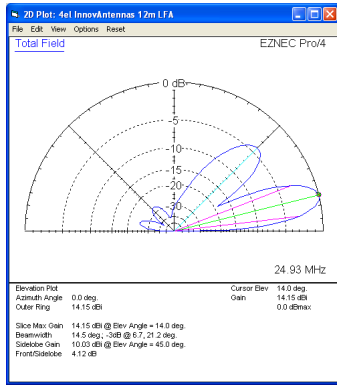 2D Plot: 4el InnovAntennas 12m LFA
File Edit View Options Reset
Total Field
EZNEC Pro/4
0 dB
-5
-10
-15
-20
-30
24.93 MHz
Elevation Plot
Azimuth Angle 0.0 deg.
Outer Ring 14.15 dBi
Cursor Elev 14.0 deg.
Gain 14.15 dBi
0.0 dBmax
Slice Max Gain 14.15 dBi @ Elev Angle = 14.0 deg.
Beamwidth 14.5 deg.; -3dB @ 6.7, 21.2 deg.
Sidelobe Gain 10.03 dBi @ Elev Angle = 45.0 deg.
Front/Sidelobe 4.12 dB